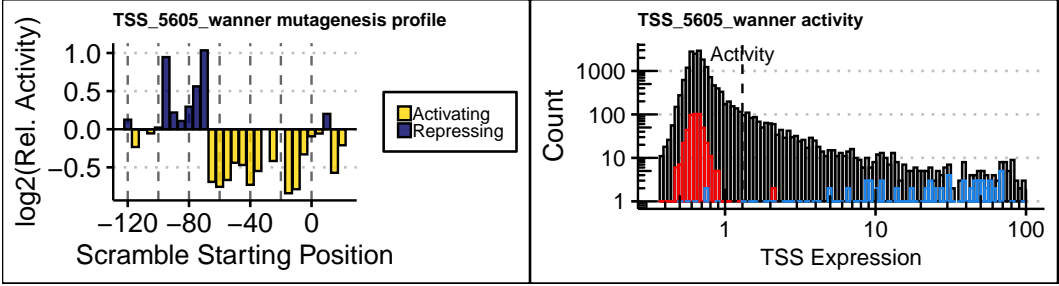 TSS_5605_wanner mutagenesis profile
log2(Rel. Activity)
1.0
0.5
0.0
−0.5
−120
−80
−40
0
Scramble Starting Position
Activating
Repressing
TSS_5605_wanner activity
Activity
Count
1000
100
10
1
1
10
100
TSS Expression